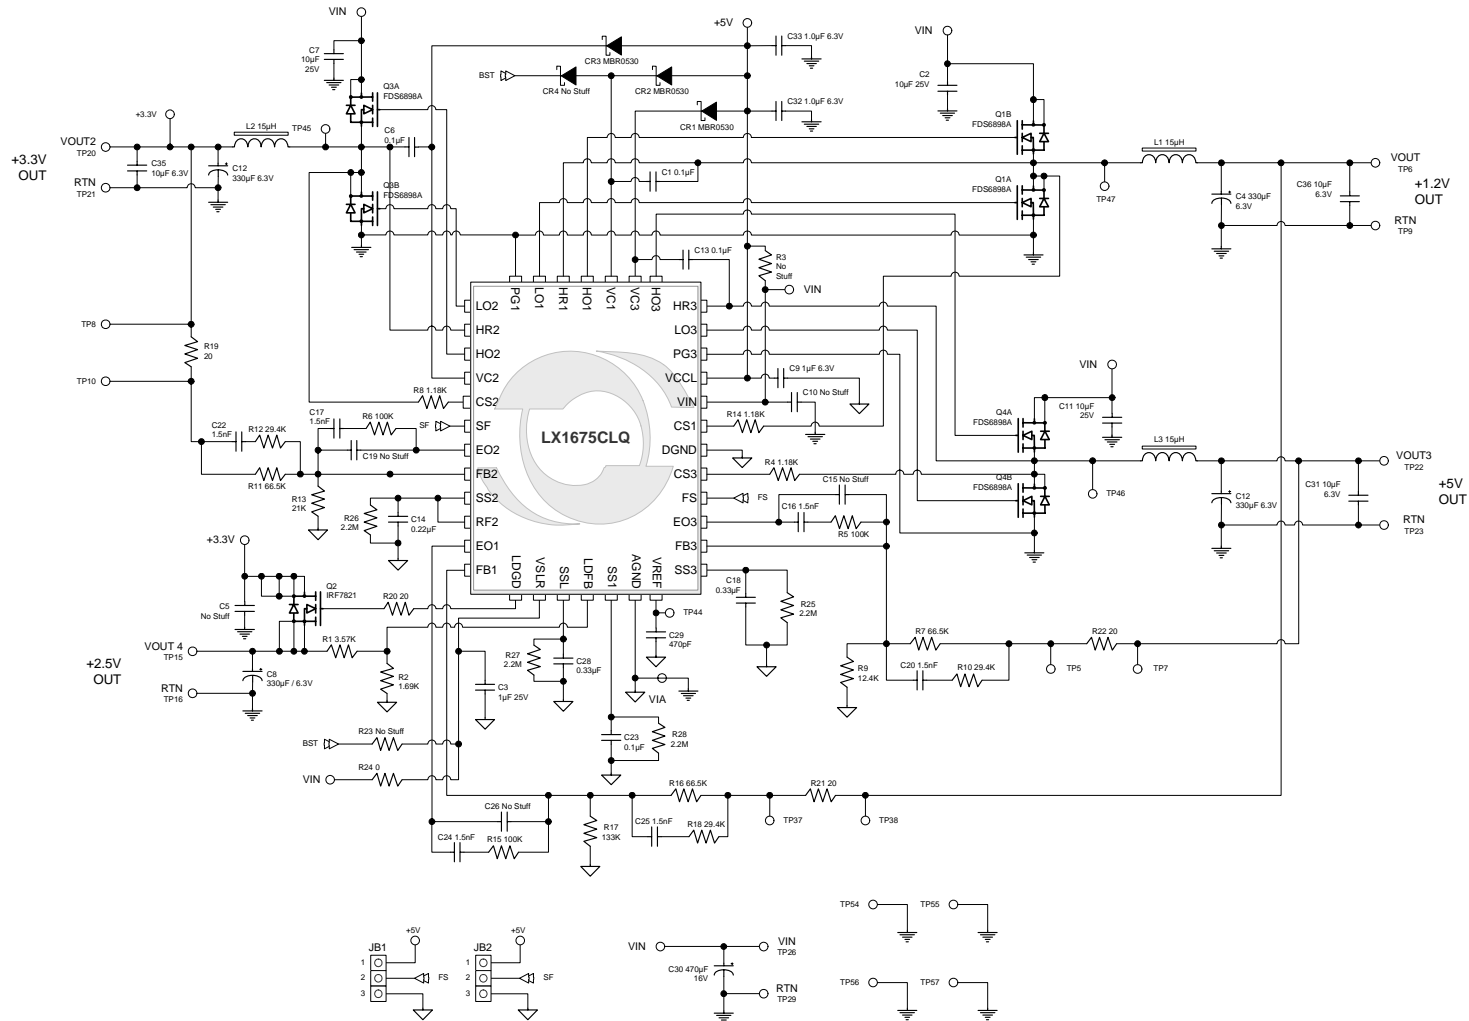 VIN
C7
10µF
25V
Q3A
FDS6898A
+3.3V
VOUT2
TP20
+3.3V
OUT
RTN
TP21
C35
10µF 6.3V
C12
330µF 6.3V
L2 15µH
TP45
C6
0.1µF
Q3B
FDS6898A
+5V
C33 1.0µF 6.3V
CR3 MBR0530
BST
CR4 No Stuff
CR2 MBR0530
C32 1.0µF 6.3V
CR1 MBR0530
VIN
C2
10µF 25V
Q1B
FDS6898A
L1 15µH
VOUT
TP6
+1.2V
OUT
C4 330µF
6.3V
C36 10µF
6.3V
RTN
TP9
Q1A
FDS6898A
TP47
C1 0.1µF
C13 0.1µF
R3
No
Stuff
VIN
PG1
LO1
HR1
HO1
VC1
VC3
HO3
LO2
HR2
HO2
VC2
CS2
SF
EO2
FB2
SS2
RF2
EO1
FB1
HR3
LO3
PG3
VCCL
VIN
CS1
DGND
CS3
FS
EO3
FB3
SS3
LX1675CLQ
LDGD
VSLR
SSL
LDFB
SS1
AGND
VREF
TP8
R19
20
TP10
R8 1.18K
C17
1.5nF
R6 100K
SF
C22
1.5nF
R12 29.4K
C19 No Stuff
R11 66.5K
R13
21K
R26
2.2M
C14
0.22µF
C9 1µF 6.3V
C10 No Stuff
R14 1.18K
R4 1.18K
FS
C15 No Stuff
C16 1.5nF
R5 100K
VIN
C11 10µF
25V
Q4A
FDS6898A
L3 15µH
VOUT3
TP22
+5V
OUT
Q4B
FDS6898A
TP46
C12
330µF 6.3V
C31 10µF
6.3V
RTN
TP23
+3.3V
C5
No Stuff
Q2
IRF7821
R20 20
VOUT 4
TP15
+2.5V
OUT
R1 3.57K
C8
330µF / 6.3V
R2
1.69K
RTN
TP16
R27
2.2M
C28
0.33µF
C3
1µF 25V
TP44
C29
470pF
VIA
C18
0.33µF
R25
2.2M
R7 66.5K
R22 20
R9
12.4K
C20 1.5nF
R10 29.4K
TP5
TP7
BST
R23 No Stuff
C23
0.1µF
R28
2.2M
VIN
R24 0
C26 No Stuff
C24 1.5nF
R15 100K
R16 66.5K
R21 20
R17
133K
C25 1.5nF
R18 29.4K
TP37
TP38
TP54
TP55
JB1
+5V
1
2
3
FS
JB2
+5V
1
2
3
SF
VIN
VIN
TP26
C30 470µF
16V
RTN
TP29
TP56
TP57